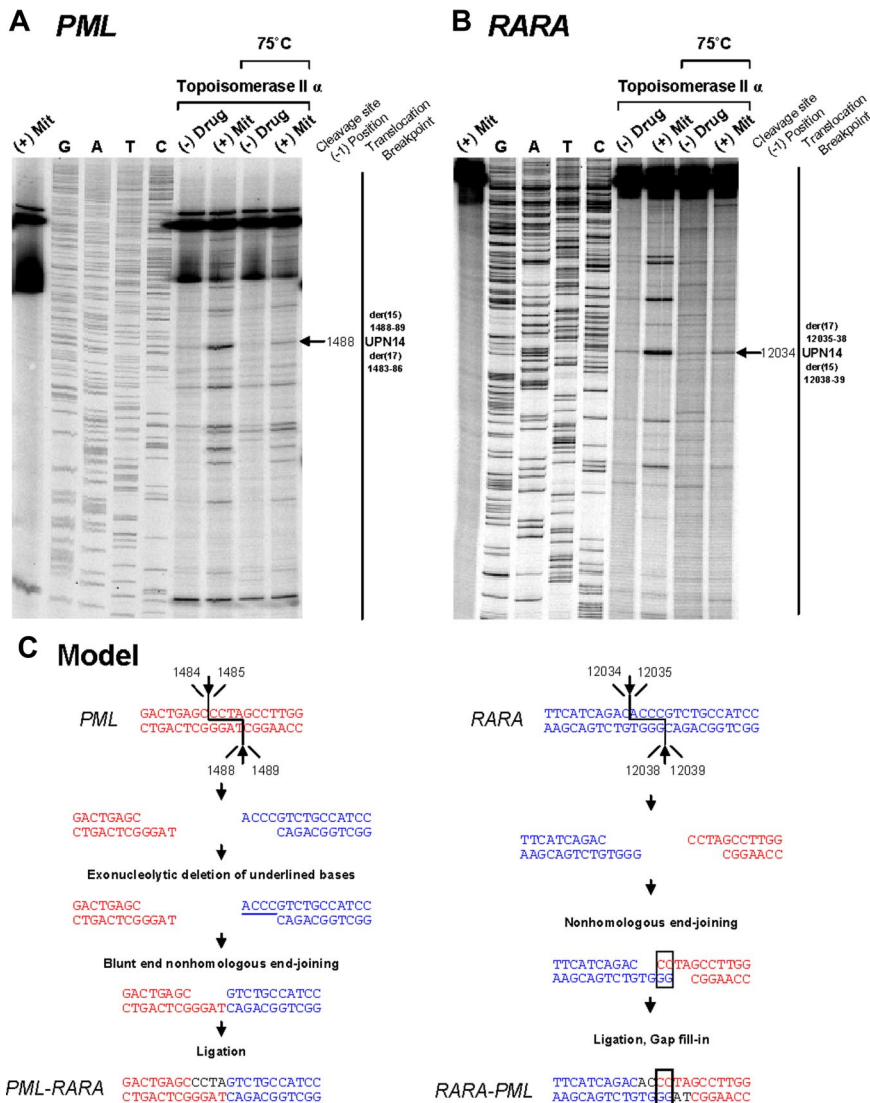 A PML
75°C
Topoisomerase II α
(+) Mit
G A T C
(-) Drug
(+) Mit
(-) Drug
(+) Mit
Cleavage site
(-1) Position
Translocation
Breakpoint
der(15)
1488-89
1488 UPN14
der(17)
1483-86
B RARA
75°C
Topoisomerase II α
(+) Mit
G A T C
(-) Drug
(+) Mit
(-) Drug
(+) Mit
Cleavage site
(-1) Position
Translocation
Breakpoint
der(17)
12035-38
12034 UPN14
der(15)
12038-39
C Model
1484 1485
PML
GACTGAGCCCTAGCCTTGG
CTGACTCGGGATCGGAACC
1488 1489
GACTGAGC ACCCGTCTGCCATCC
CTGACTCGGGAT CAGACGGTCGG
Exonucleolytic deletion of underlined bases
GACTGAGC ACCCGTCTGCCATCC
CTGACTCGGGAT CAGACGGTCGG
Blunt end nonhomologous end-joining
GACTGAGC GTCTGCCATCC
CTGACTCGGGATCAGACGGTCGG
Ligation
PML-RARA
GACTGAGCCCTAGTCTGCCATCC
CTGACTCGGGATCAGACGGTCGG
12034 12035
RARA
TTCATCAGACACCCGTCTGCCATCC
AAGCAGTCTGTGGGCAGACGGTCGG
12038 12039
TTCATCAGAC CCTAGCCTTGG
AAGCAGTCTGTGGG CGGAACC
Nonhomologous end-joining
TTCATCAGAC CCTAGCCTTGG
AAGCAGTCTGTGGG CGGAACC
Ligation, Gap fill-in
RARA-PML
TTCATCAGACACCCTAGCCTTGG
AAGCAGTCTGTGGGATCGGAACC